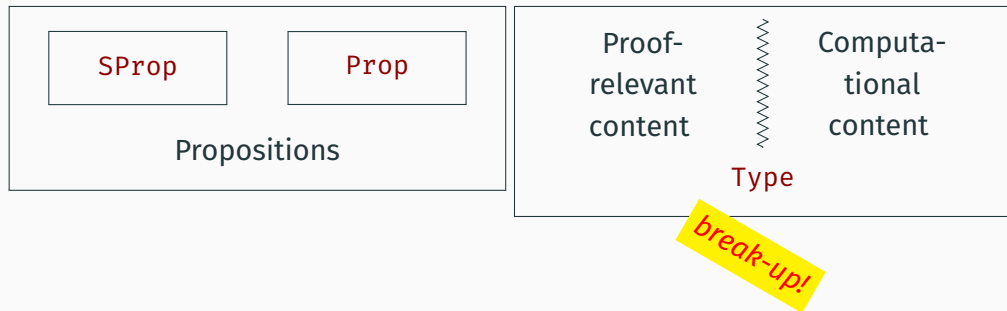 SProp
Prop
Propositions
Proof-
relevant
content
Computa-
tional
content
Type
break-up!